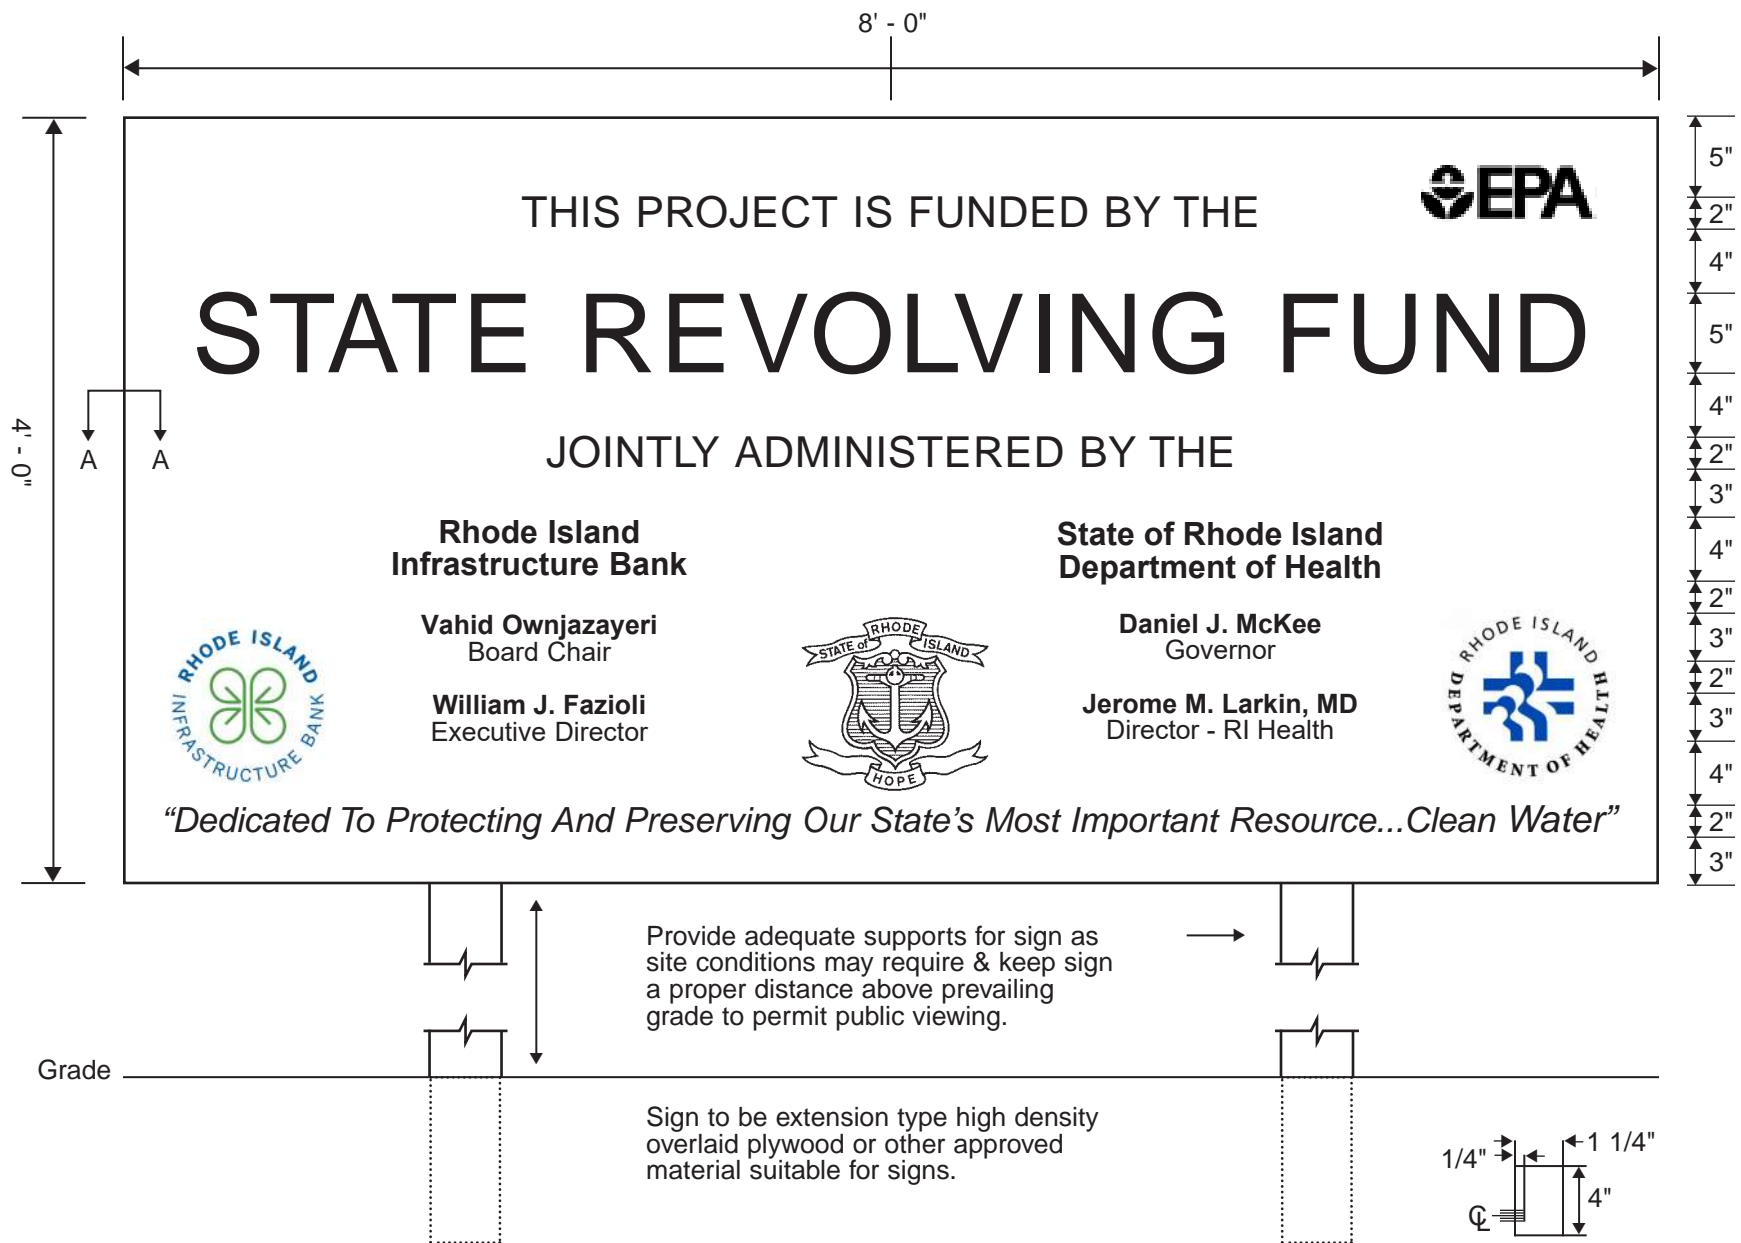 8' - 0"
4' - 0"
THIS PROJECT IS FUNDED BY THE
EPA
STATE REVOLVING FUND
A A
JOINTLY ADMINISTERED BY THE
Rhode Island
Infrastructure Bank
Vahid Ownjazayeri
Board Chair
William J. Fazioli
Executive Director
State of Rhode Island
Department of Health
Daniel J. McKee
Governor
Jerome M. Larkin, MD
Director - RI Health
RHODE ISLAND
INFRASTRUCTURE BANK
STATE of RHODE ISLAND
HOPE
RHODE ISLAND
DEPARTMENT OF HEALTH
“Dedicated To Protecting And Preserving Our State’s Most Important Resource...Clean Water”
5"
2"
4"
5"
4"
2"
3"
4"
2"
3"
2"
3"
4"
2"
3"
Provide adequate supports for sign as
site conditions may require & keep sign
a proper distance above prevailing
grade to permit public viewing.
Grade
Sign to be extension type high density
overlaid plywood or other approved
material suitable for signs.
1/4"
1 1/4"
4"
℄